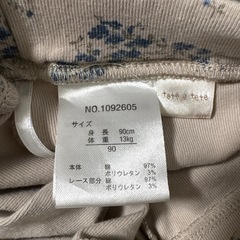 tete a tete
NO.1092605
サイズ
身 長 90cm
体 重 13kg
90
本体 綿 97%
ポリウレタン 3%
レース部分 綿 97%
ポリウレタン 3%